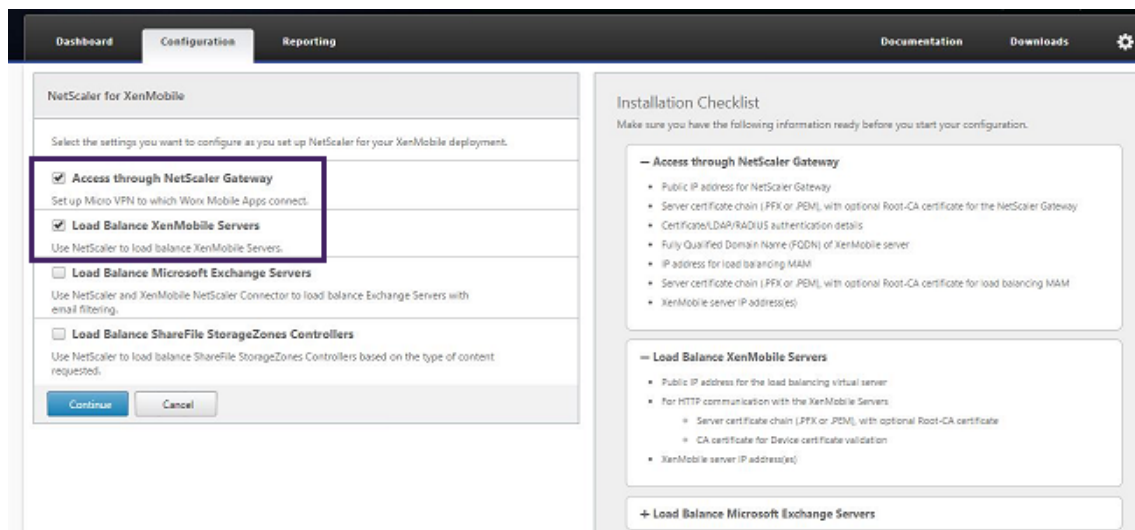 Dashboard Configuration Reporting Documentation Downloads
NetScaler for XenMobile
Select the settings you want to configure as you set up NetScaler for your XenMobile deployment.
Access through NetScaler Gateway
Set up Micro VPN to which Worx Mobile Apps connect.
Load Balance XenMobile Servers
Use NetScaler to load balance XenMobile Servers.
Load Balance Microsoft Exchange Servers
Use NetScaler and XenMobile NetScaler Connector to load balance Exchange Servers with
email filtering.
Load Balance ShareFile StorageZones Controllers
Use NetScaler to load balance ShareFile StorageZones Controllers based on the type of content
requested.
Continue Cancel
Installation Checklist
Make sure you have the following information ready before you start your configuration.
— Access through NetScaler Gateway
• Public IP address for NetScaler Gateway
• Server certificate chain (.PFX or .PEM), with optional Root-CA certificate for the NetScaler Gateway
• Certificate/LDAP/RADIUS authentication details
• Fully Qualified Domain Name (FQDN) of XenMobile server
• IP address for load balancing MAM
• Server certificate chain (.PFX or .PEM), with optional Root-CA certificate for load balancing MAM
• XenMobile server IP address(es)
— Load Balance XenMobile Servers
• Public IP address for the load balancing virtual server
• For HTTP communication with the XenMobile Servers
Server certificate chain (.PFX or .PEM), with optional Root-CA certificate
CA certificate for Device certificate validation
• XenMobile server IP address(es)
+ Load Balance Microsoft Exchange Servers